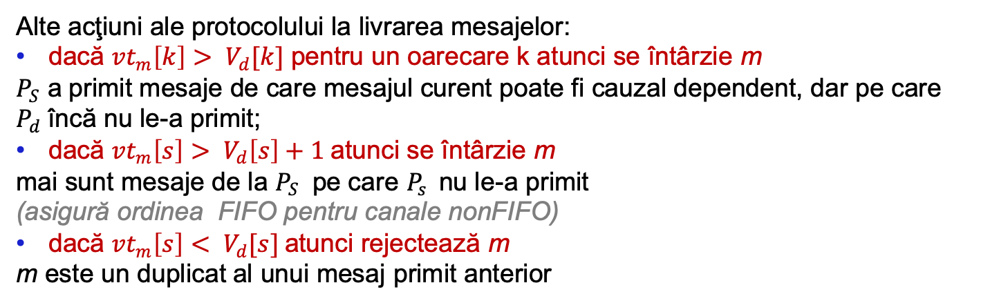 Alte acţiuni ale protocolului la livrarea mesajelor:
• dacă $vt_m[k] > V_d[k]$ pentru un oarecare k atunci se întârzie m
$P_S$ a primit mesaje de care mesajul curent poate fi cauzal dependent, dar pe care
$P_d$ încă nu le-a primit;
• dacă $vt_m[s] > V_d[s] + 1$ atunci se întârzie m
mai sunt mesaje de la $P_S$ pe care $P_s$ nu le-a primit
(asigură ordinea FIFO pentru canale nonFIFO)
• dacă $vt_m[s] < V_d[s]$ atunci rejectează m
m este un duplicat al unui mesaj primit anterior